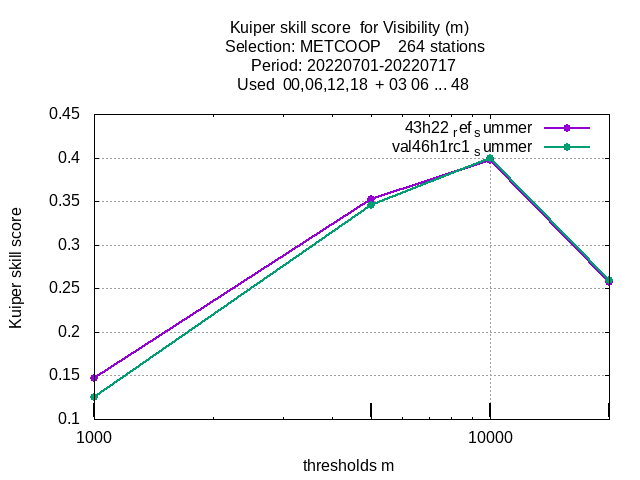 Kuiper skill score  for Visibility (m)
Selection: METCOOP    264 stations
Period: 20220701-20220717
Used  00,06,12,18  + 03 06 ... 48
43h22 ref summer
val46h1rc1 summer
0.45
0.4
0.35
0.3
0.25
0.2
0.15
0.1
Kuiper skill score
1000
10000
thresholds m